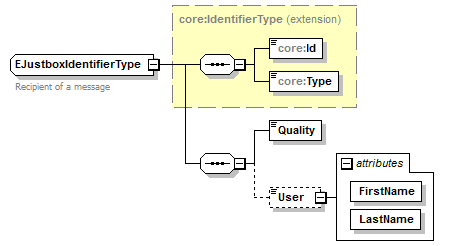 core:IdentifierType (extension)
EJustboxIdentifierType
Recipient of a message
core:Id
core:Type
Quality
User
attributes
FirstName
LastName